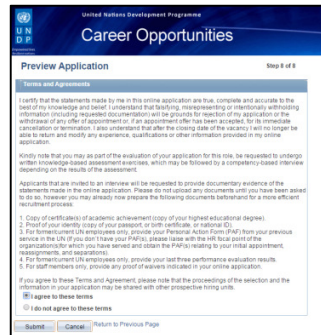 United Nations Development Programme
U N
D P
Career Opportunities
Preview Application
Step 8 of 8
Terms and Agreements
I certify that the statements made by me in this online application are true, complete and accurate to the
best of my knowledge and belief. I understand that falsifying, misrepresenting or intentionally withholding
information (including requested documentation) will be grounds for rejection of my application or the
withdrawal of any offer of appointment or, if an appointment offer has been accepted, for its immediate
cancellation or termination. I also understand that after the closing date of the vacancy I will no longer be
able to return and modify any experience, qualifications or other information provided in my online
application.
Kindly note that you may as part of the evaluation of your application for this role, be requested to undergo
written knowledge-based assessment exercises, which may be followed by a competency-based interview
depending on the results of the assessment.
Applicants that are invited to an interview will be requested to provide documentary evidence of the
statements made in the online application. Please do not upload any documents until you have been asked
to do so, however you may already now prepare the following documents beforehand for a more efficient
recruitment process:
1. Copy of certificate(s) of academic achievement (copy of your highest educational degree).
2. Proof of identity (copy of your passport, or birth certificate, or national ID).
3. For former/current UN employees only, provide your Personal Action Form (PAF) from your previous
service in the UN (if you don't have your PAF(s), please liaise with the HR focal point of the
organization(s) for which you have served and obtain the PAF(s) relating to your initial appointment,
reassignments, and separations).
4. For former/current UN employees only, provide your last three performance evaluation results.
5. For staff members only, provide any proof of waivers indicated in your online application.
If you agree to these Terms and Agreement, please note that the proceedings of the selection and the
information in your application may be shared with other prospective hiring units.
I agree to these terms
I do not agree to these terms
Submit
Cancel
Return to Previous Page